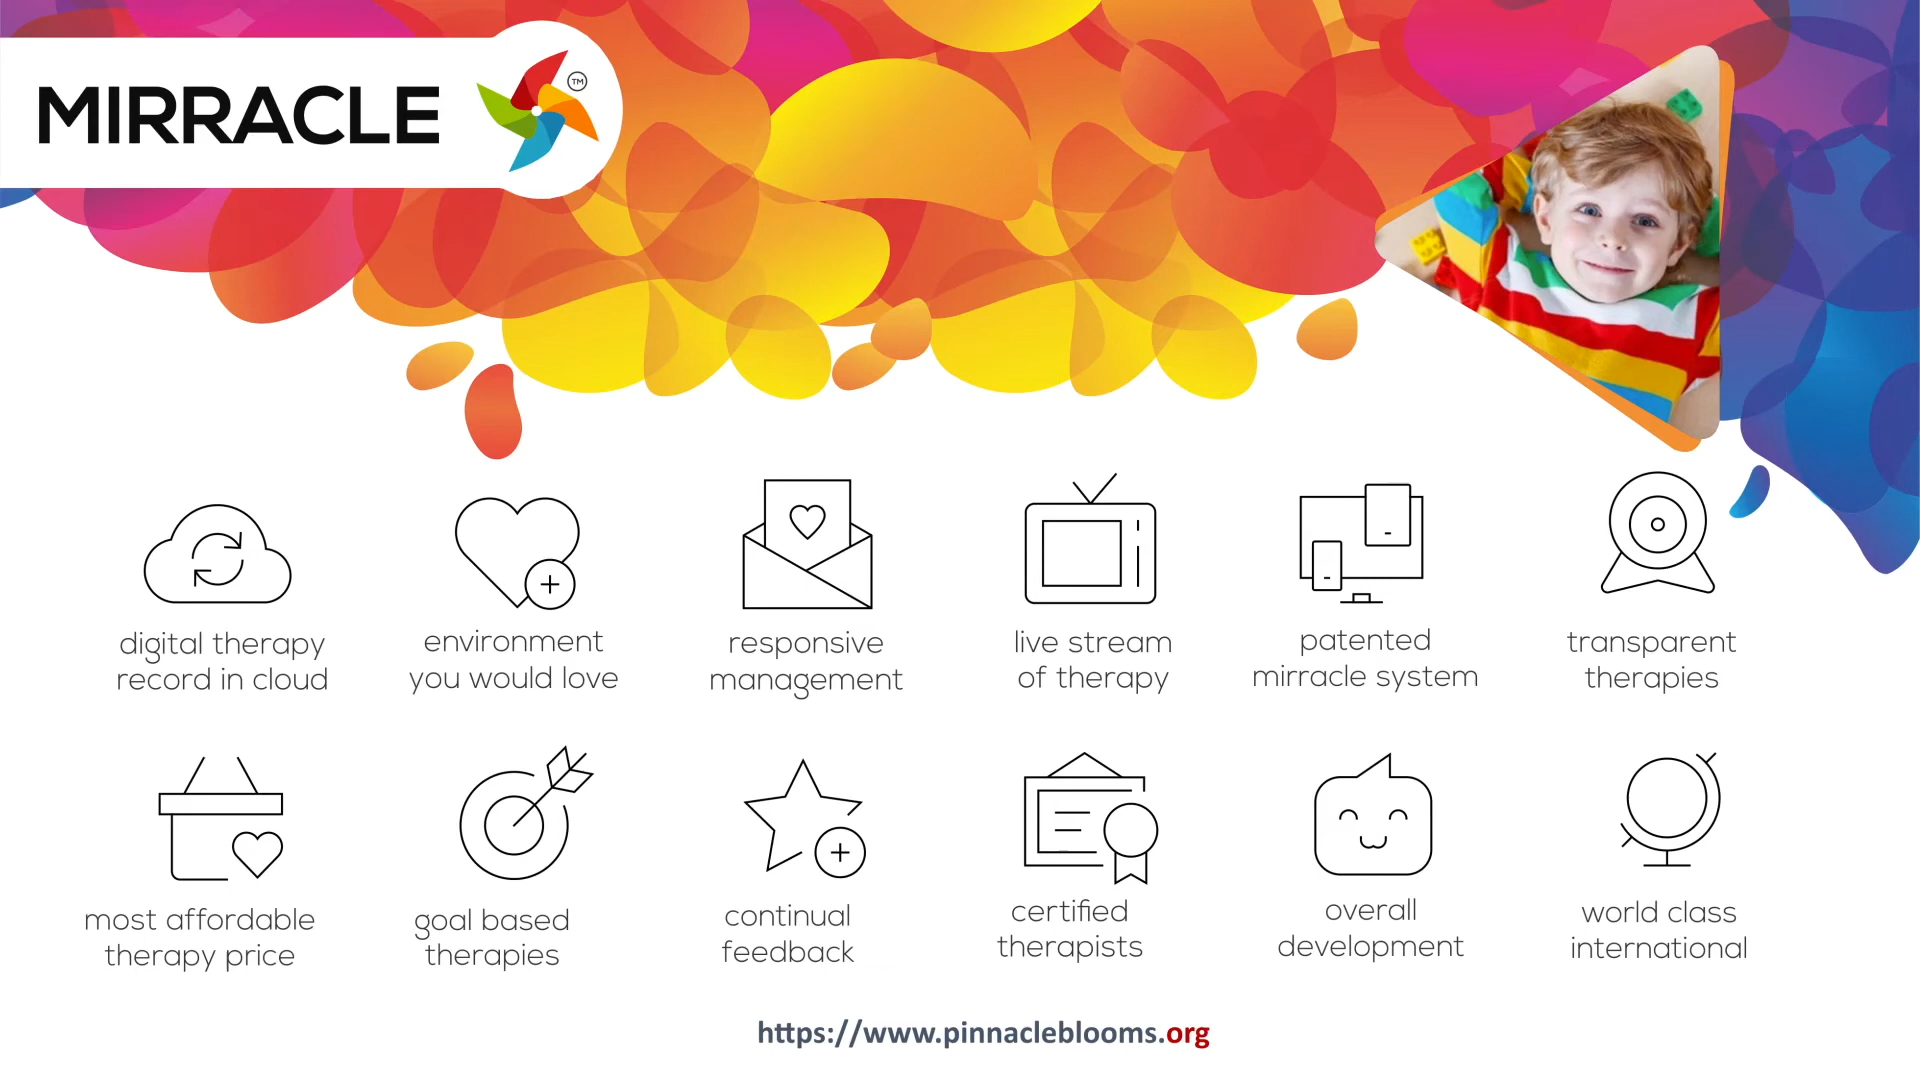 MIRRACLE
TM
digital therapy
record in cloud
environment
you would love
responsive
management
live stream
of therapy
patented
mirracle system
transparent
therapies
most affordable
therapy price
goal based
therapies
continual
feedback
certified
therapists
overall
development
world class
international
https://www.pinnacleblooms.org